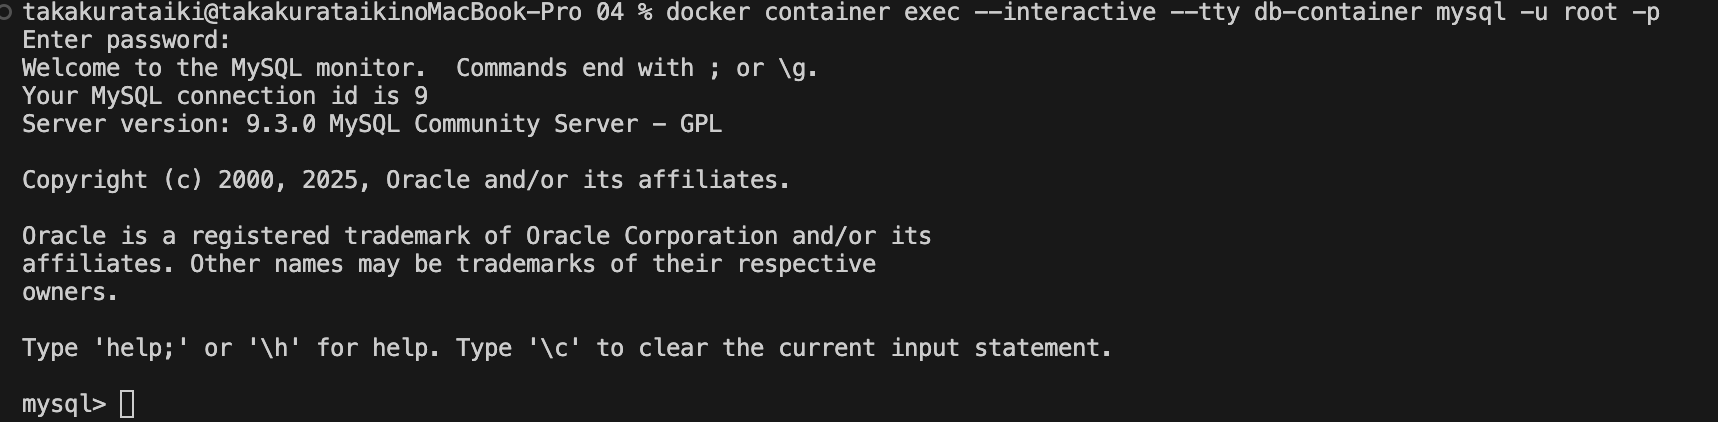 takakurataiki@takakurataikinoMacBook-Pro 04 % docker container exec --interactive --tty db-container mysql -u root -p
Enter password:
Welcome to the MySQL monitor.  Commands end with ; or \g.
Your MySQL connection id is 9
Server version: 9.3.0 MySQL Community Server - GPL

Copyright (c) 2000, 2025, Oracle and/or its affiliates.

Oracle is a registered trademark of Oracle Corporation and/or its
affiliates. Other names may be trademarks of their respective
owners.

Type 'help;' or '\h' for help. Type '\c' to clear the current input statement.

mysql>